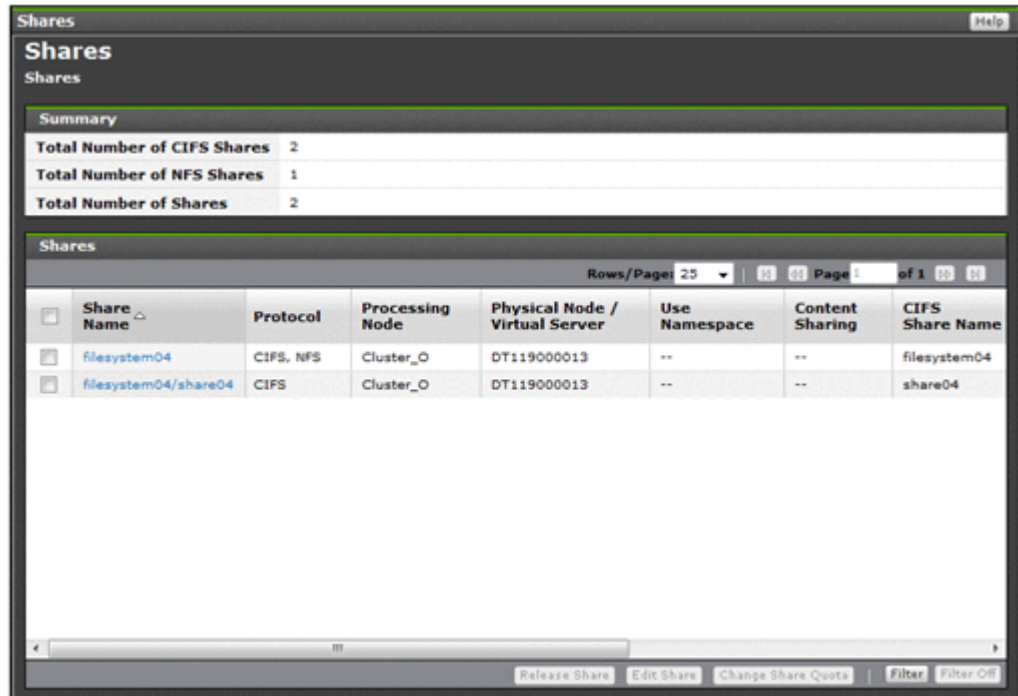 Shares Help
Shares
Shares
Summary
Total Number of CIFS Shares 2
Total Number of NFS Shares 1
Total Number of Shares 2
Shares
Rows/Page: 25 Page 1 of 1
Share Name Protocol Processing Node Physical Node / Virtual Server Use Namespace Content Sharing CIFS Share Name
filesystem04 CIFS, NFS Cluster_O DT119000013 -- -- filesystem04
filesystem04/share04 CIFS Cluster_O DT119000013 -- -- share04
Release Share Edit Share Change Share Quota Filter Filter Off